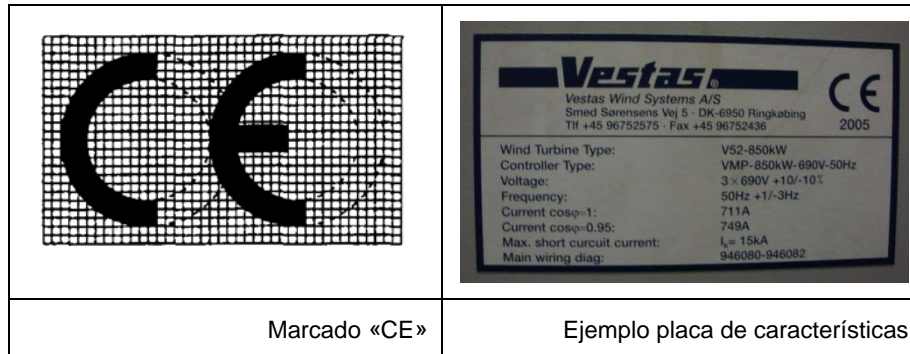 CE
Vestas®
Vestas Wind Systems A/S
Smed Sørensens Vej 5 · DK-6950 Ringkøbing
Tlf +45 96752575 · Fax +45 96752436
CE
2005
Wind Turbine Type: V52-850kW
Controller Type: VMP-850kW-690V-50Hz
Voltage: 3×690V +10/-10%
Frequency: 50Hz +1/-3Hz
Current cosφ=1: 711A
Current cosφ=0.95: 749A
Max. short curcuit current: Ik= 15kA
Main wiring diag: 946080-946082
Marcado «CE»
Ejemplo placa de características